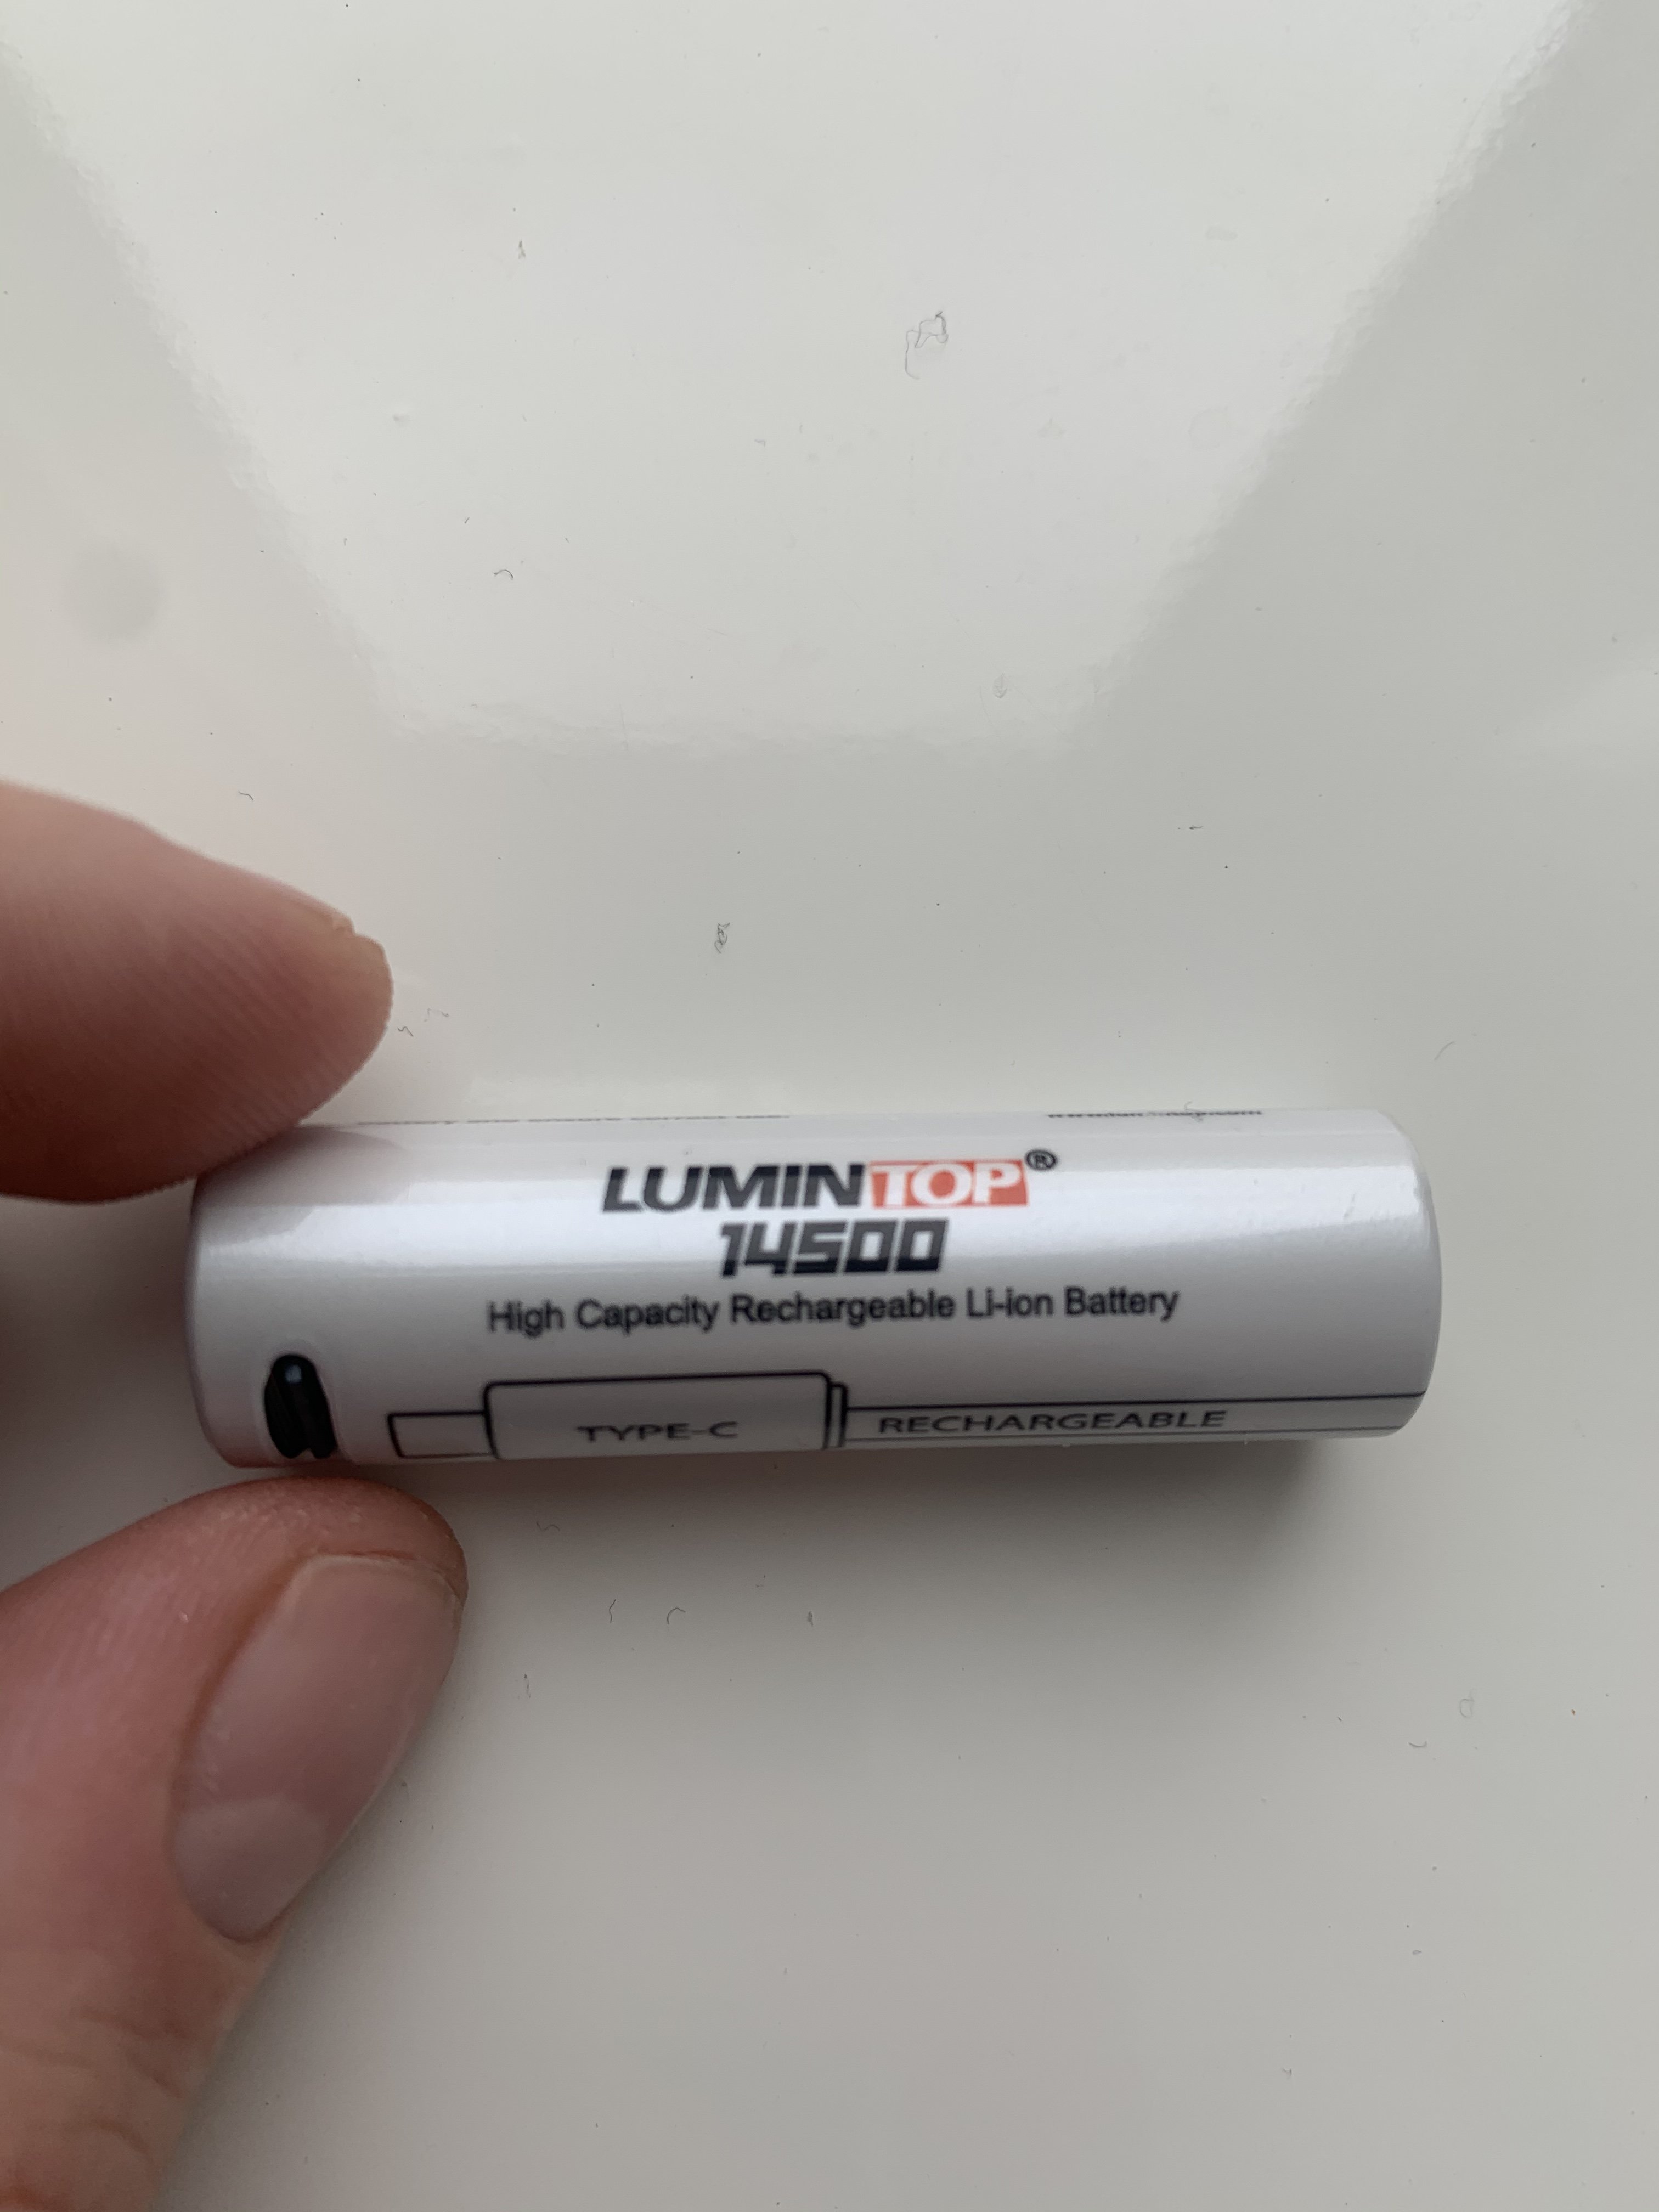 LUMINTOP®
14500
High Capacity Rechargeable Li-ion Battery
TYPE-C
RECHARGEABLE